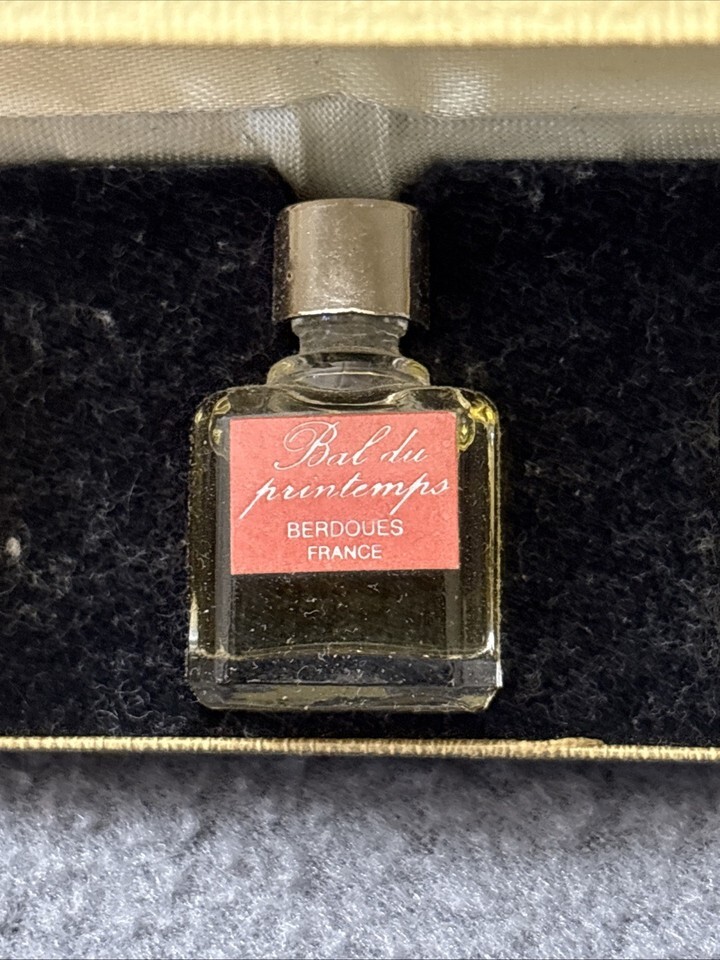 Bal du
printemps
BERDOUES
FRANCE